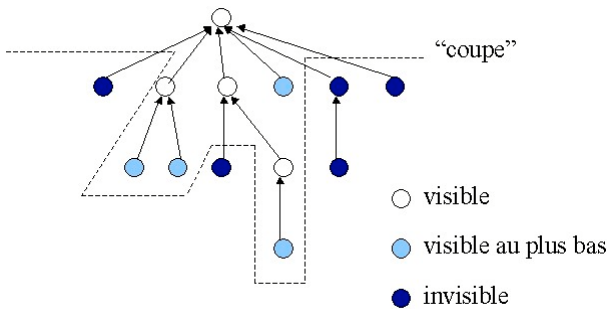 “coupe”
visible
visible au plus bas
invisible